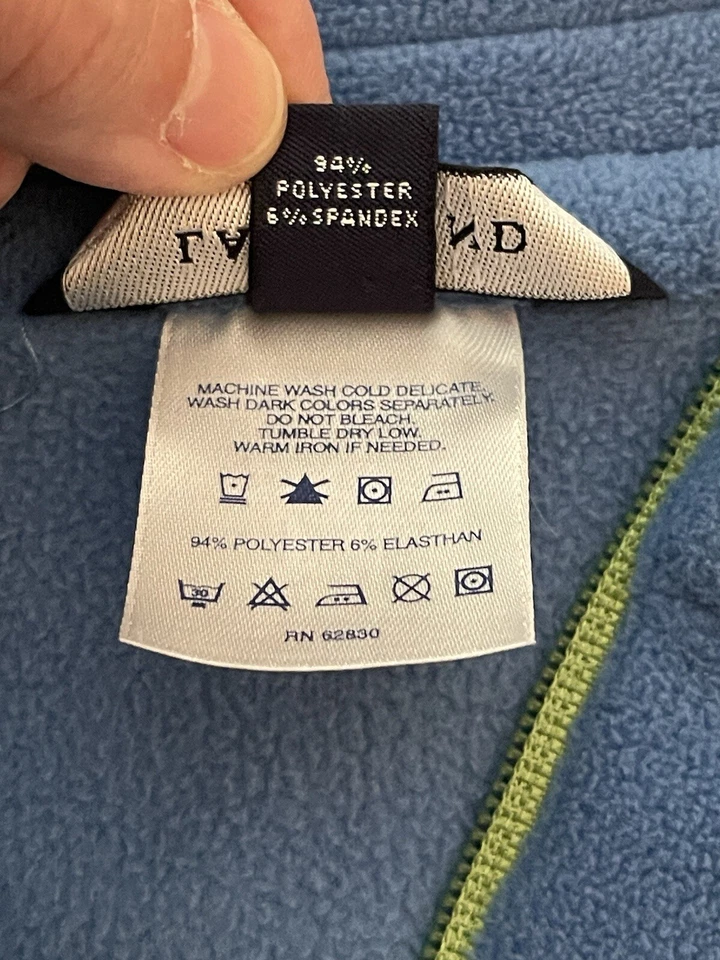 94%
POLYESTER
6% SPANDEX
MACHINE WASH COLD DELICATE.
WASH DARK COLORS SEPARATELY.
DO NOT BLEACH.
TUMBLE DRY LOW.
WARM IRON IF NEEDED.
94% POLYESTER 6% ELASTHAN
30
RN 62830